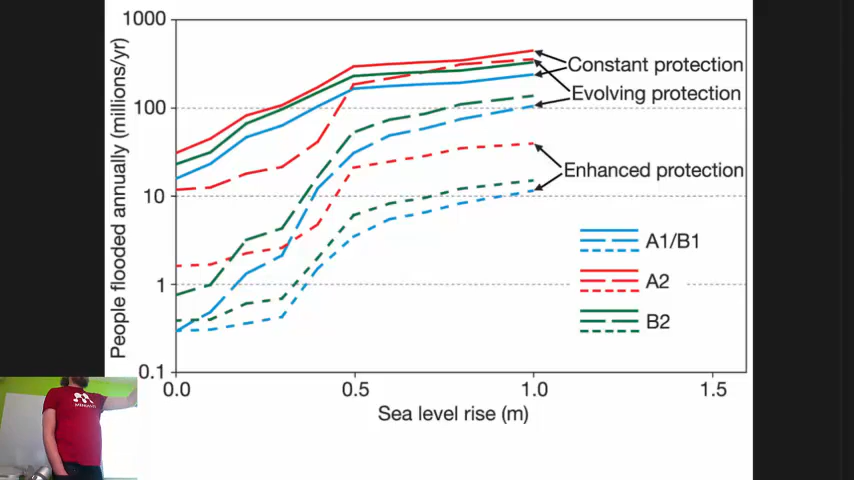 1000
100
10
1
0.1
People flooded annually (millions/yr)
0.0
0.5
1.0
1.5
Sea level rise (m)
Constant protection
Evolving protection
Enhanced protection
A1/B1
A2
B2